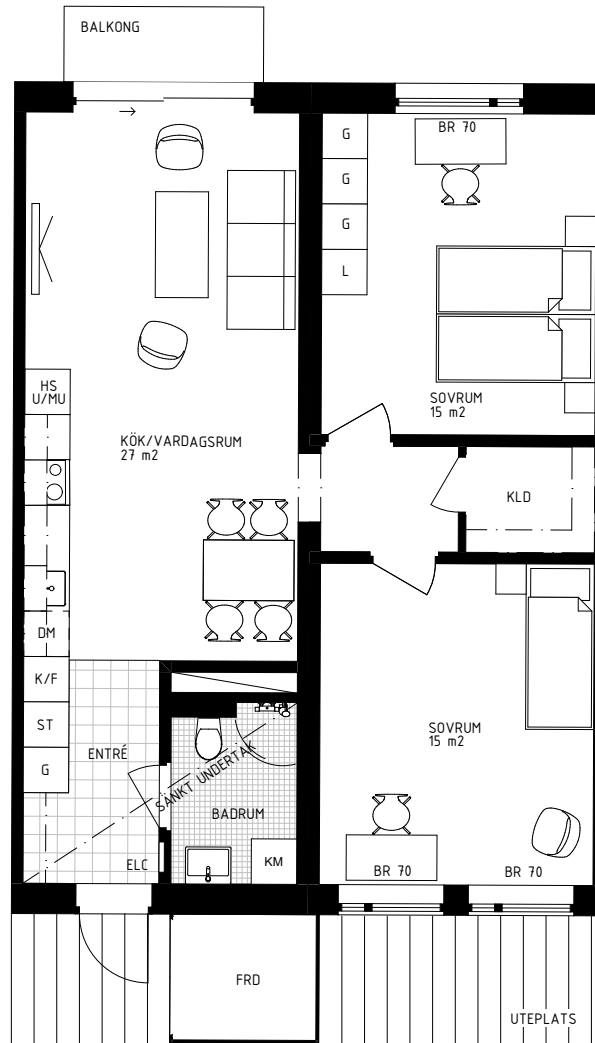 BALKONG
BR 70
G
G
G
L
HS
U/MU
SOVRUM
15 m2
KÖK/VARDAGSRUM
27 m2
KLD
DM
K/F
ST
G
ENTRÉ
SÄNKT UNDERTAK
BADRUM
ELC
KM
SOVRUM
15 m2
BR 70
BR 70
FRD
UTEPLATS